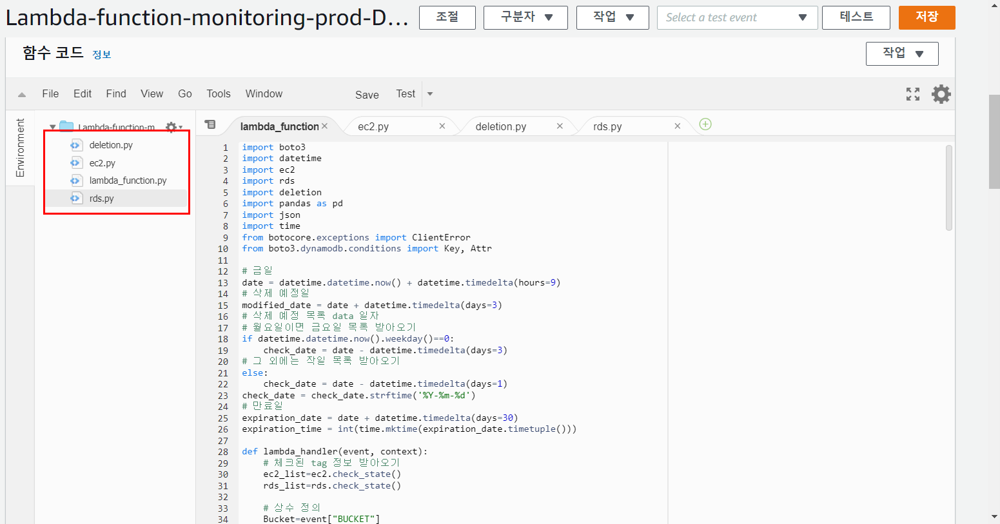 Lambda-function-monitoring-prod-D... 조절 구분자 작업 Select a test event 테스트 저장
함수 코드 정보 작업
File Edit Find View Go Tools Window Save Test
Environment
Lambda-function-m
deletion.py
ec2.py
lambda_function.py
rds.py
lambda_function ec2.py deletion.py rds.py
1 import boto3
2 import datetime
3 import ec2
4 import rds
5 import deletion
6 import pandas as pd
7 import json
8 import time
9 from botocore.exceptions import ClientError
10 from boto3.dynamodb.conditions import Key, Attr
11
12 # 금일
13 date = datetime.datetime.now() + datetime.timedelta(hours=9)
14 # 삭제 예정일
15 modified_date = date + datetime.timedelta(days=3)
16 # 삭제 예정 목록 data 일자
17 # 월요일이면 금요일 목록 받아오기
18 if datetime.datetime.now().weekday()==0:
19     check_date = date - datetime.timedelta(days=3)
20 # 그 외에는 작일 목록 받아오기
21 else:
22     check_date = date - datetime.timedelta(days=1)
23 check_date = check_date.strftime('%Y-%m-%d')
24 # 만료일
25 expiration_date = date + datetime.timedelta(days=30)
26 expiration_time = int(time.mktime(expiration_date.timetuple()))
27
28 def lambda_handler(event, context):
29     # 체크된 tag 정보 받아오기
30     ec2_list=ec2.check_state()
31     rds_list=rds.check_state()
32
33     # 상수 정의
34     Bucket=event["BUCKET"]